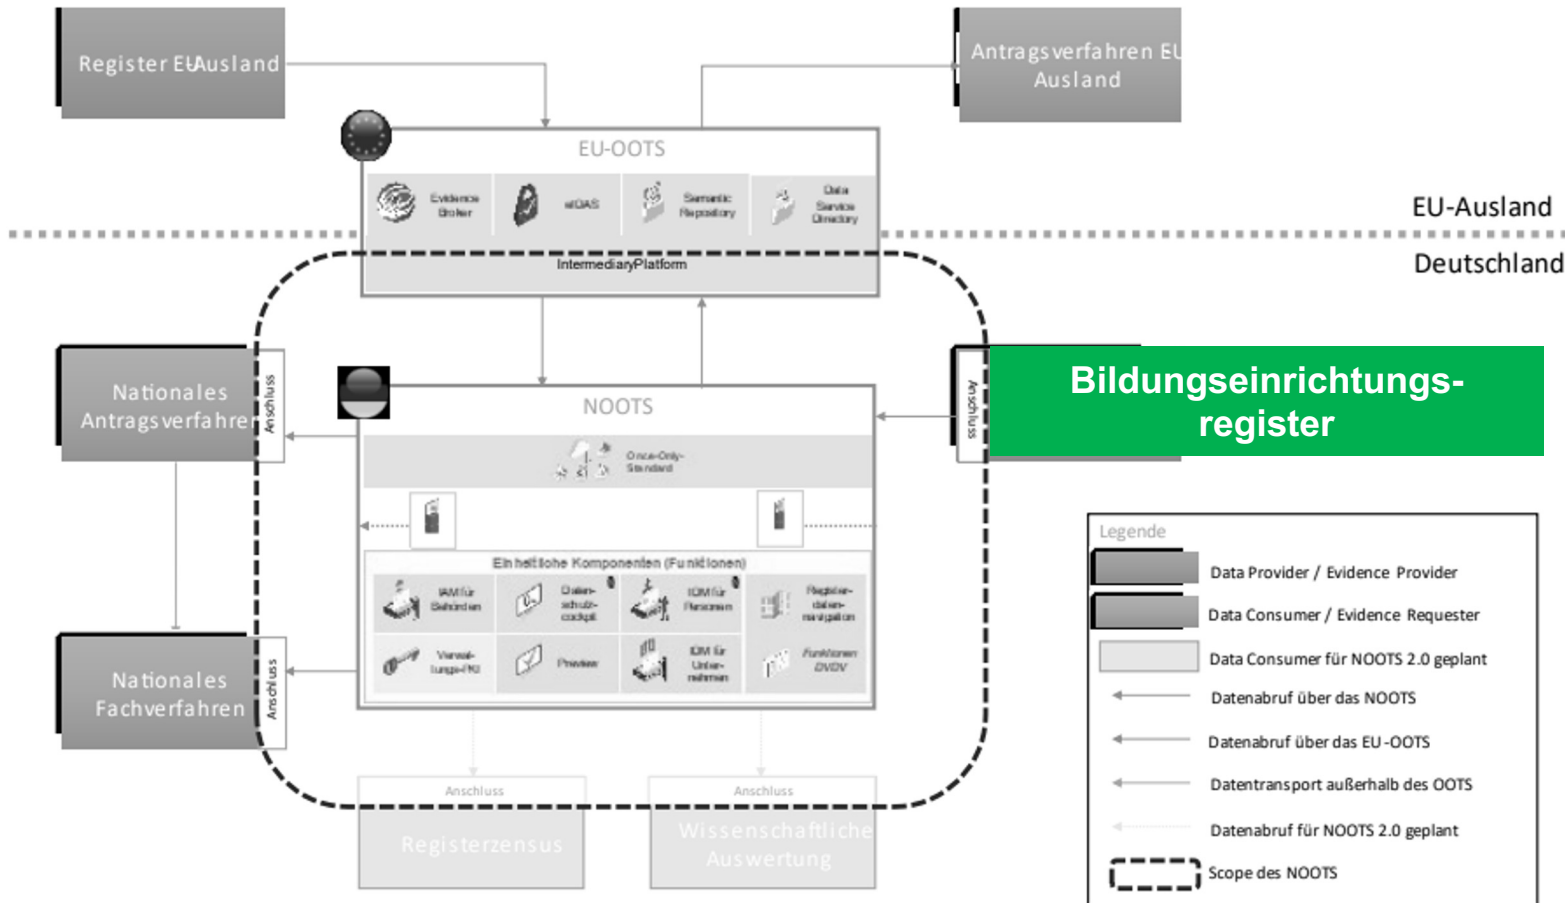 Register EU-Ausland
Antragsverfahren EU
Ausland
EU-OOTS
Evidence
Broker
eIDAS
Semantic
Repository
Data
Service
Directory
EU-Ausland
IntermediaryPlatform
Deutschland
Nationales
Antragsverfahre
Anschluss
NOOTS
Anschluss
Bildungseinrichtungs-
register
Once-Only-
Standard
Einheitliche Komponenten (Funktionen)
IAM für
Behörden
Daten-
schutz-
cockpit
IDM für
Personen
Register-
daten-
navigation
Verwal-
tungs-PKI
Preview
IDM für
Unter-
nehmen
Funktionen
DVDV
Nationales
Fachverfahren
Anschluss
Anschluss
Registerzensus
Anschluss
Wissenschaftliche
Auswertung
Legende
Data Provider / Evidence Provider
Data Consumer / Evidence Requester
Data Consumer für NOOTS 2.0 geplant
Datenabruf über das NOOTS
Datenabruf über das EU-OOTS
Datentransport außerhalb des OOTS
Datenabruf für NOOTS 2.0 geplant
Scope des NOOTS